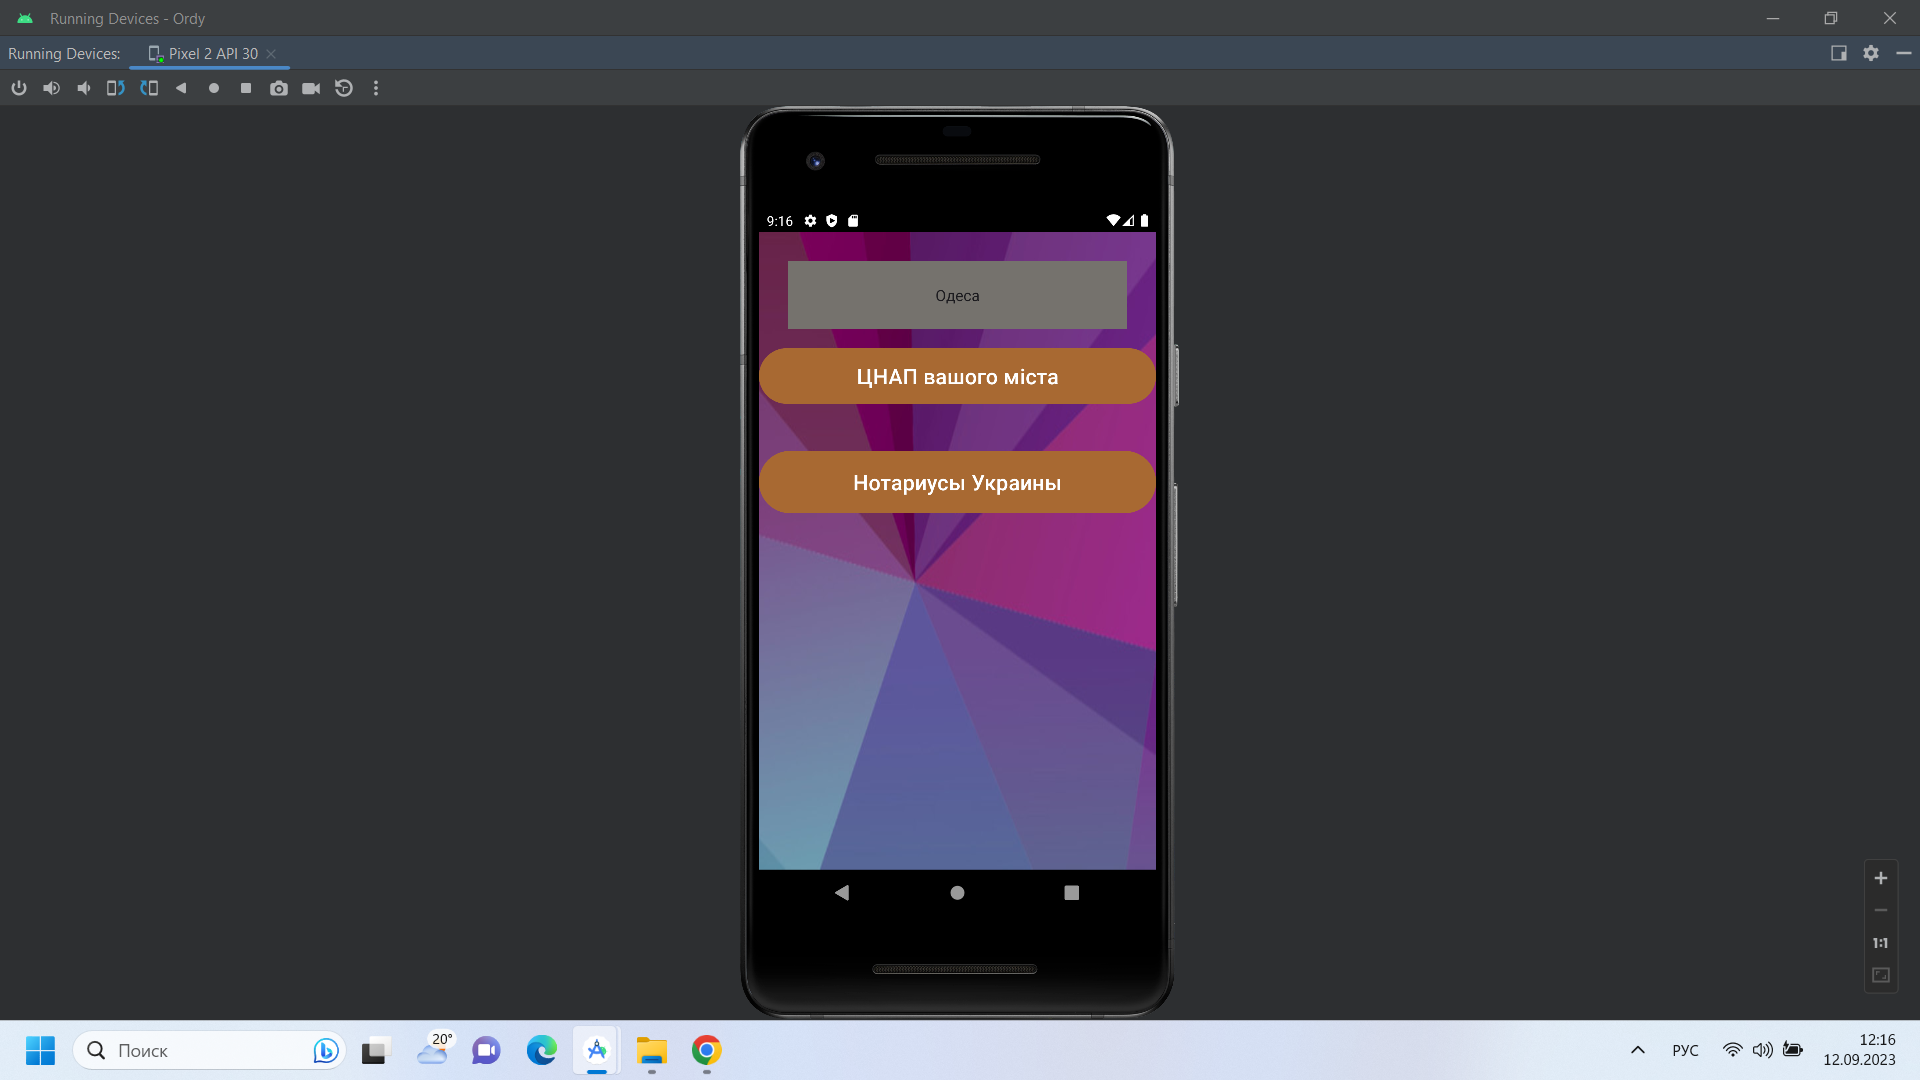 Running Devices - Ordy
Running Devices:
Pixel 2 API 30
9:16
Одеса
ЦНАП вашого міста
Нотариусы Украины
1:1
Поиск
20°
РУС
12:16
12.09.2023